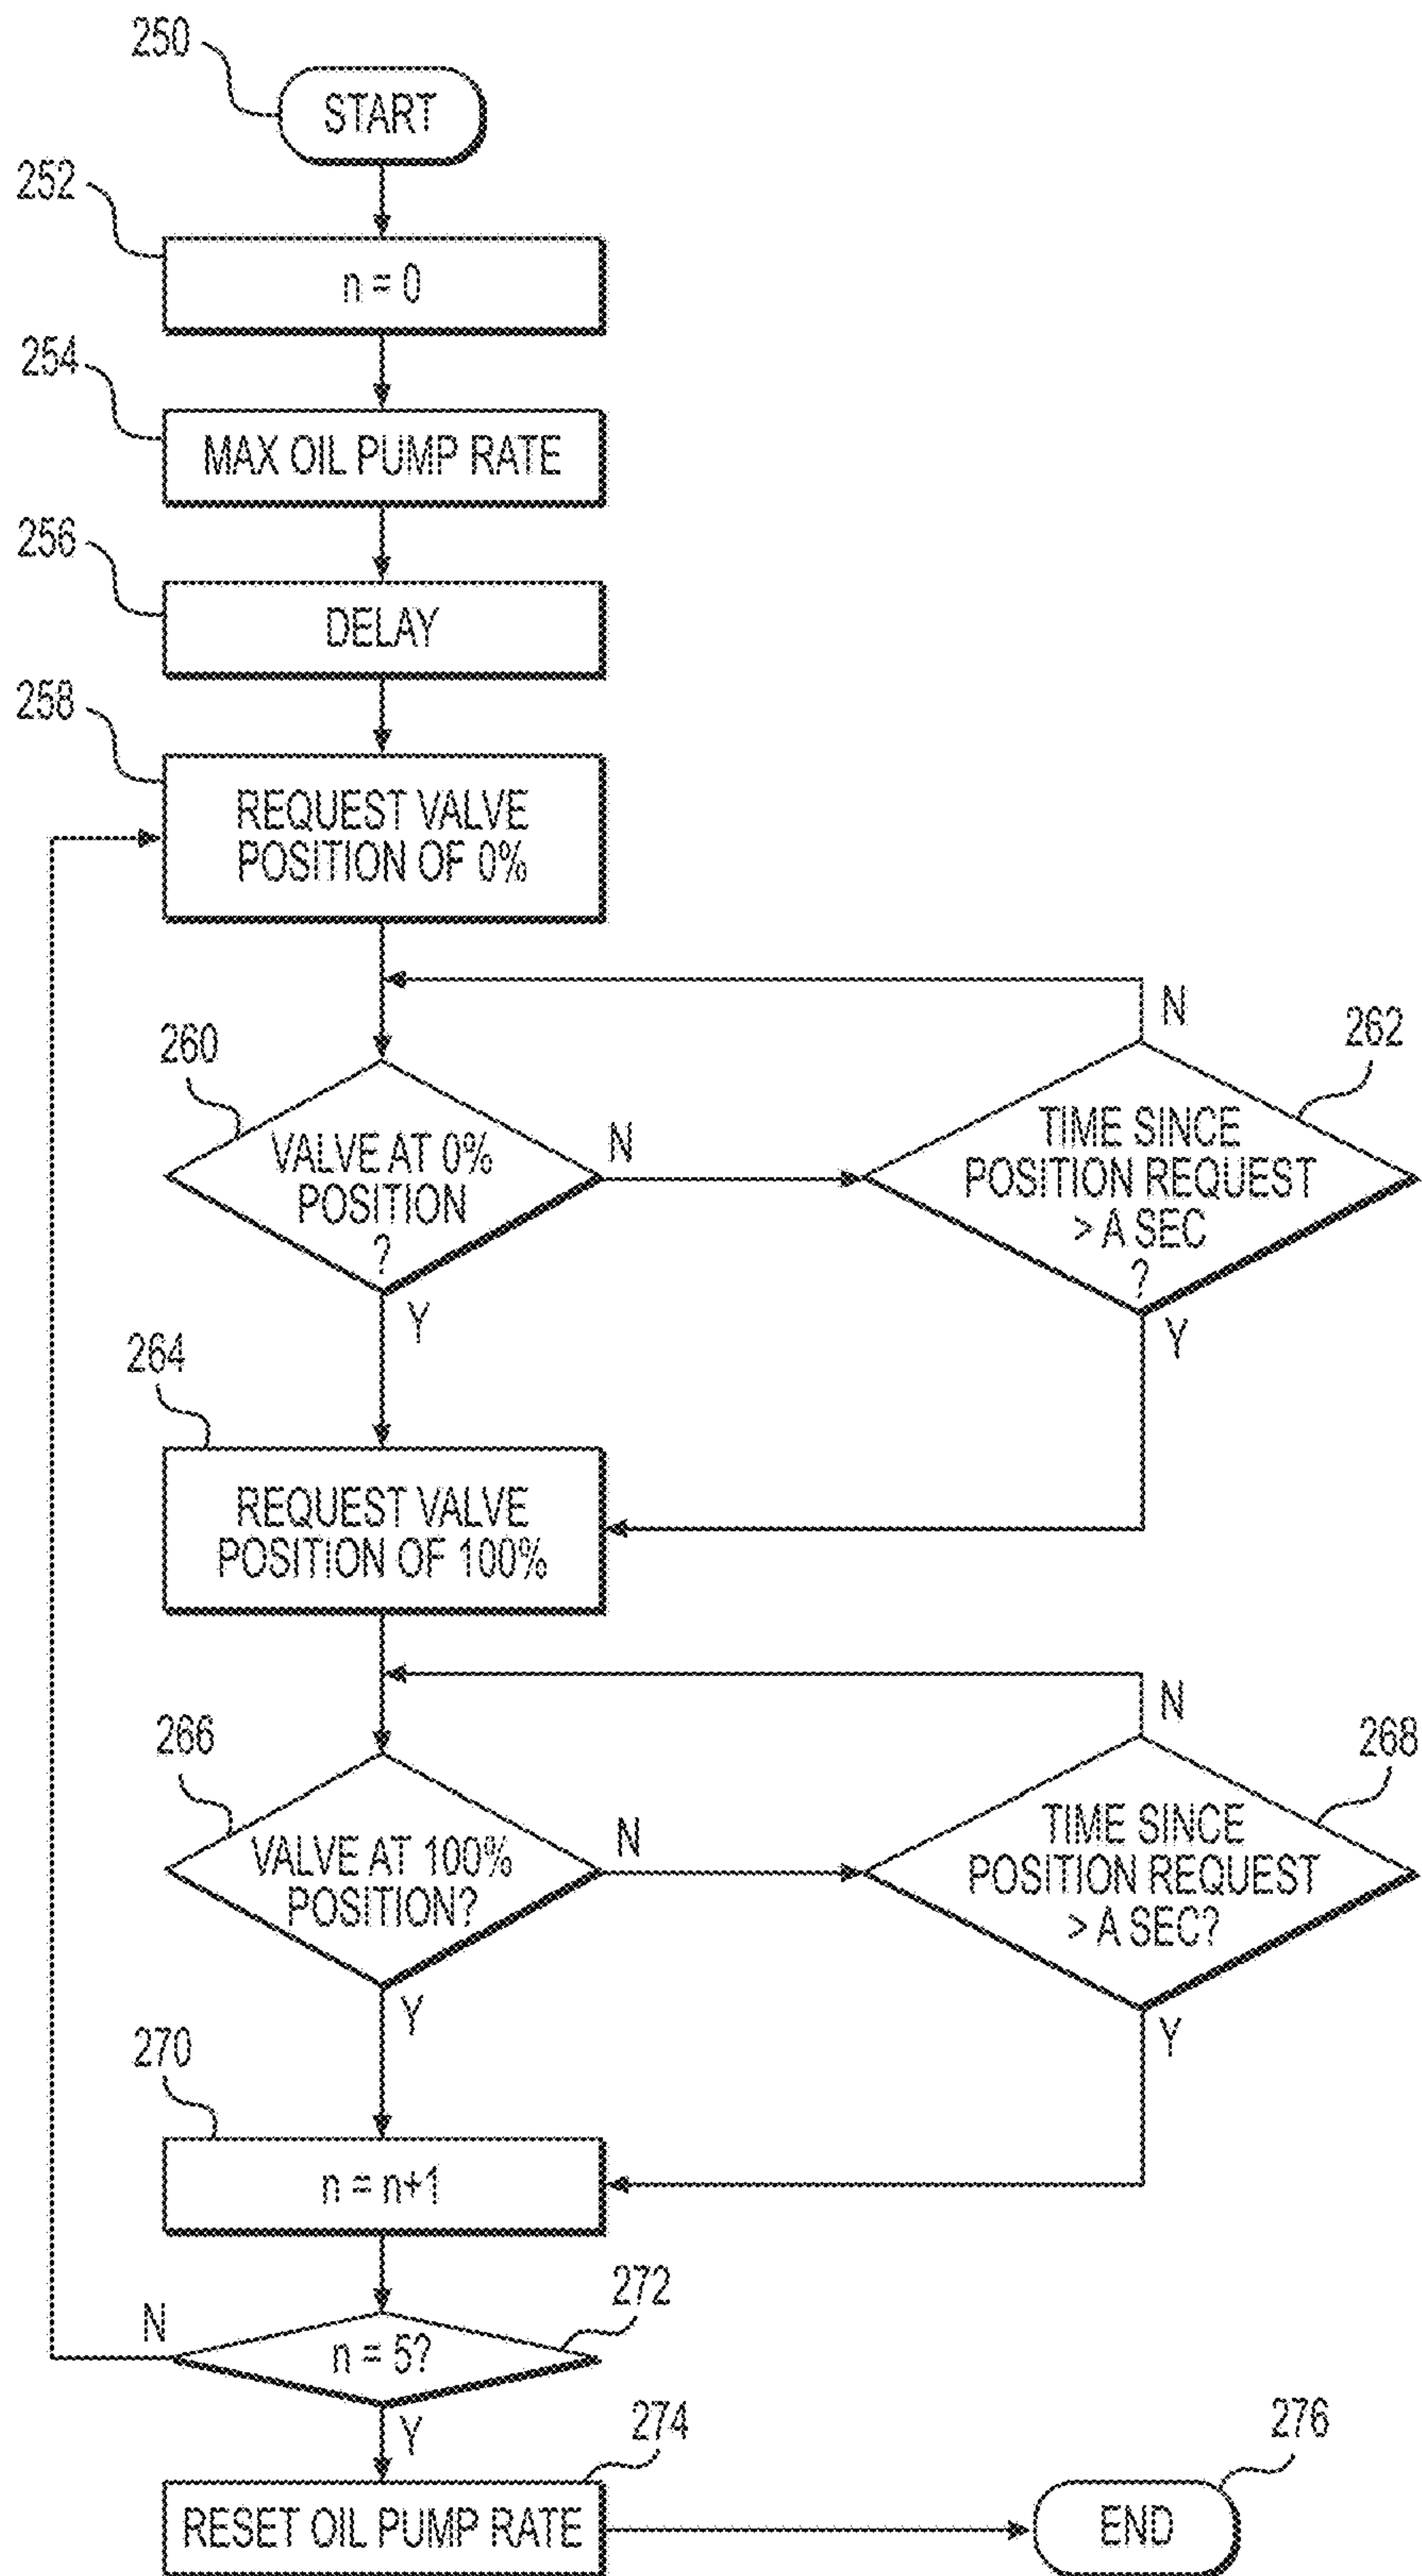 250
START
252
n = 0
254
MAX OIL PUMP RATE
256
DELAY
258
REQUEST VALVE
POSITION OF 0%
N
260
262
VALVE AT 0%
POSITION
?
N
TIME SINCE
POSITION REQUEST
> A SEC
?
Y
Y
264
REQUEST VALVE
POSITION OF 100%
N
266
268
VALVE AT 100%
POSITION?
N
TIME SINCE
POSITION REQUEST
> A SEC?
Y
Y
270
n = n+1
272
N
n = 5?
Y
274
276
RESET OIL PUMP RATE
END